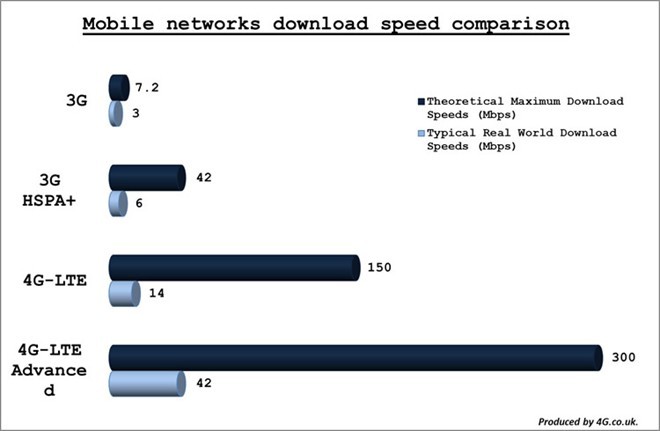 Mobile networks download speed comparison
3G
7.2
3
Theoretical Maximum Download
Speeds (Mbps)
Typical Real World Download
Speeds (Mbps)
3G
HSPA+
42
6
4G-LTE
150
14
4G-LTE
Advance
d
300
42
Produced by 4G.co.uk.